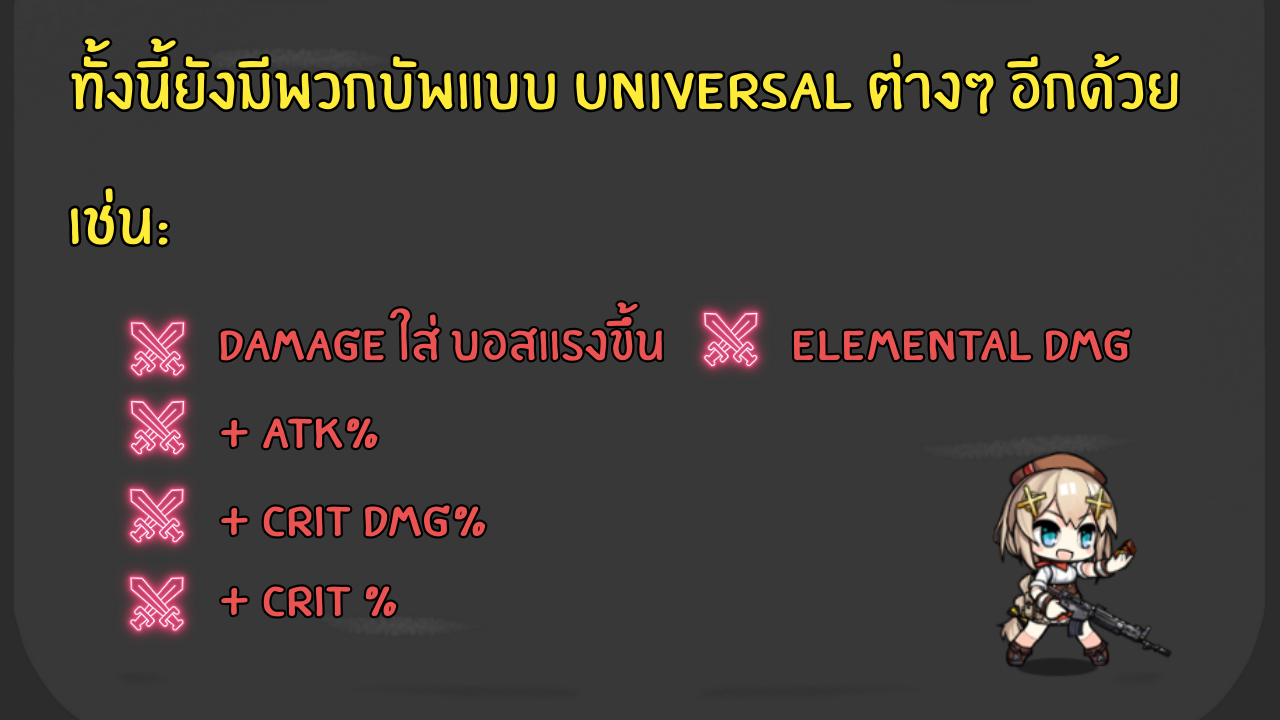 ทั้งนี้ยังมีพวกบัพแบบ UNIVERSAL ต่างๆ อีกด้วย
เช่น:
DAMAGE ใส่ บอสแรงขึ้น
ELEMENTAL DMG
+ ATK%
+ CRIT DMG%
+ CRIT %